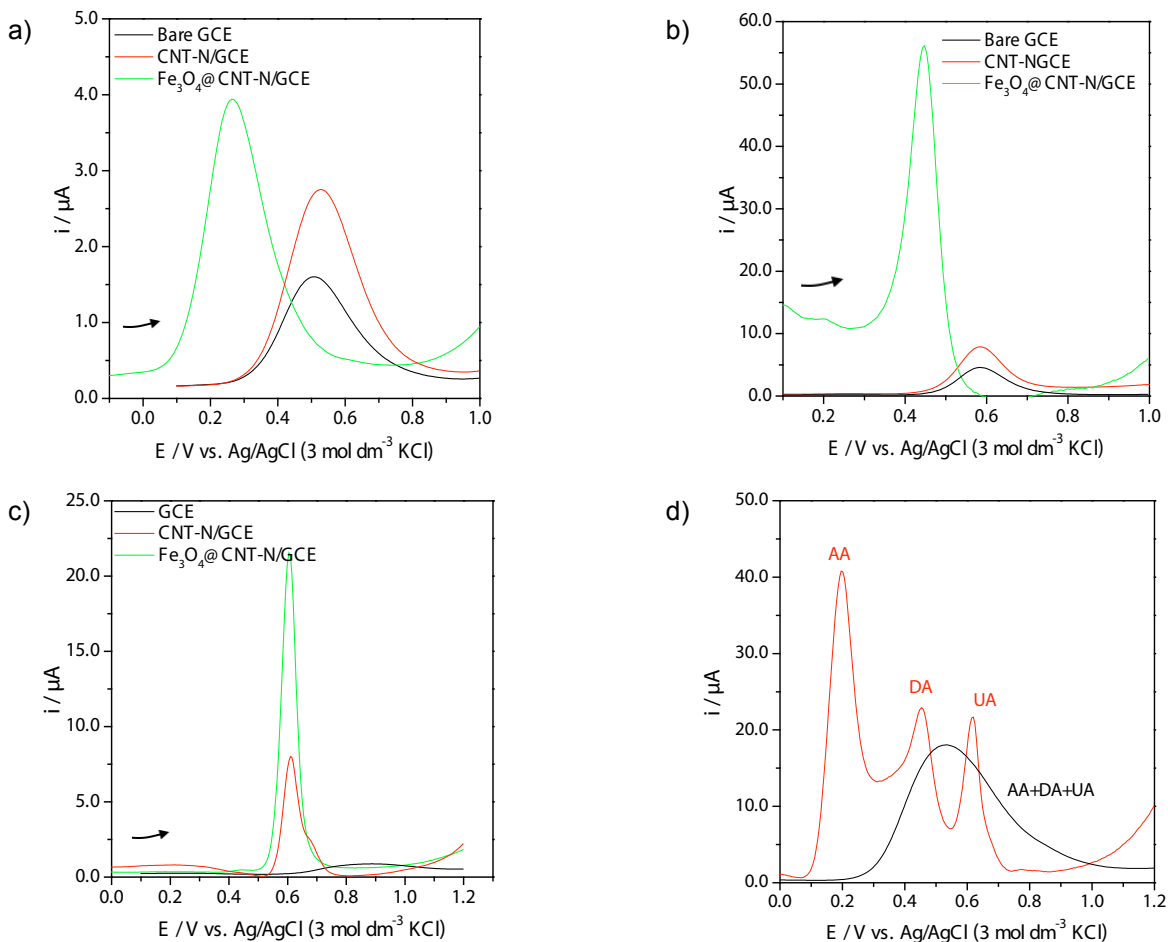 a)
5.0
4.0
3.0
2.0
1.0
0.0
i / µA
Bare GCE
CNT-N/GCE
Fe₃O₄@CNT-N/GCE
0.0 0.2 0.4 0.6 0.8 1.0
E / V vs. Ag/AgCl (3 mol dm⁻³ KCl)
b)
60.0
50.0
40.0
30.0
20.0
10.0
0.0
i / µA
Bare GCE
CNT-NGCE
Fe₃O₄@CNT-N/GCE
0.2 0.4 0.6 0.8 1.0
E / V vs. Ag/AgCl (3 mol dm⁻³ KCl)
c)
25.0
20.0
15.0
10.0
5.0
0.0
i / µA
GCE
CNT-N/GCE
Fe₃O₄@CNT-N/GCE
0.0 0.2 0.4 0.6 0.8 1.0 1.2
E / V vs. Ag/AgCl (3 mol dm⁻³ KCl)
d)
50.0
40.0
30.0
20.0
10.0
0.0
i / µA
AA
DA
UA
AA+DA+UA
0.0 0.2 0.4 0.6 0.8 1.0 1.2
E / V vs. Ag/AgCl (3 mol dm⁻³ KCl)